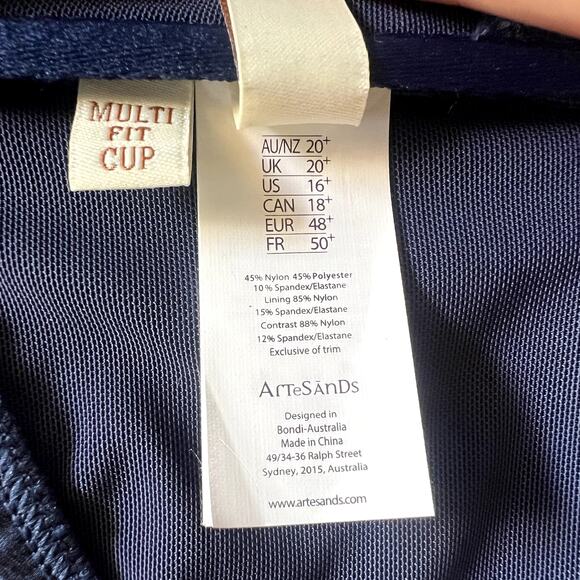 MULTI
FIT
CUP
AU/NZ 20+
UK 20+
US 16+
CAN 18+
EUR 48+
FR 50+
45% Nylon 45% Polyester
10% Spandex/Elastane
Lining 85% Nylon
15% Spandex/Elastane
Contrast 88% Nylon
12% Spandex/Elastane
Exclusive of trim
ArTeSānDs
Designed in
Bondi-Australia
Made in China
49/34-36 Ralph Street
Sydney, 2015, Australia
www.artesands.com